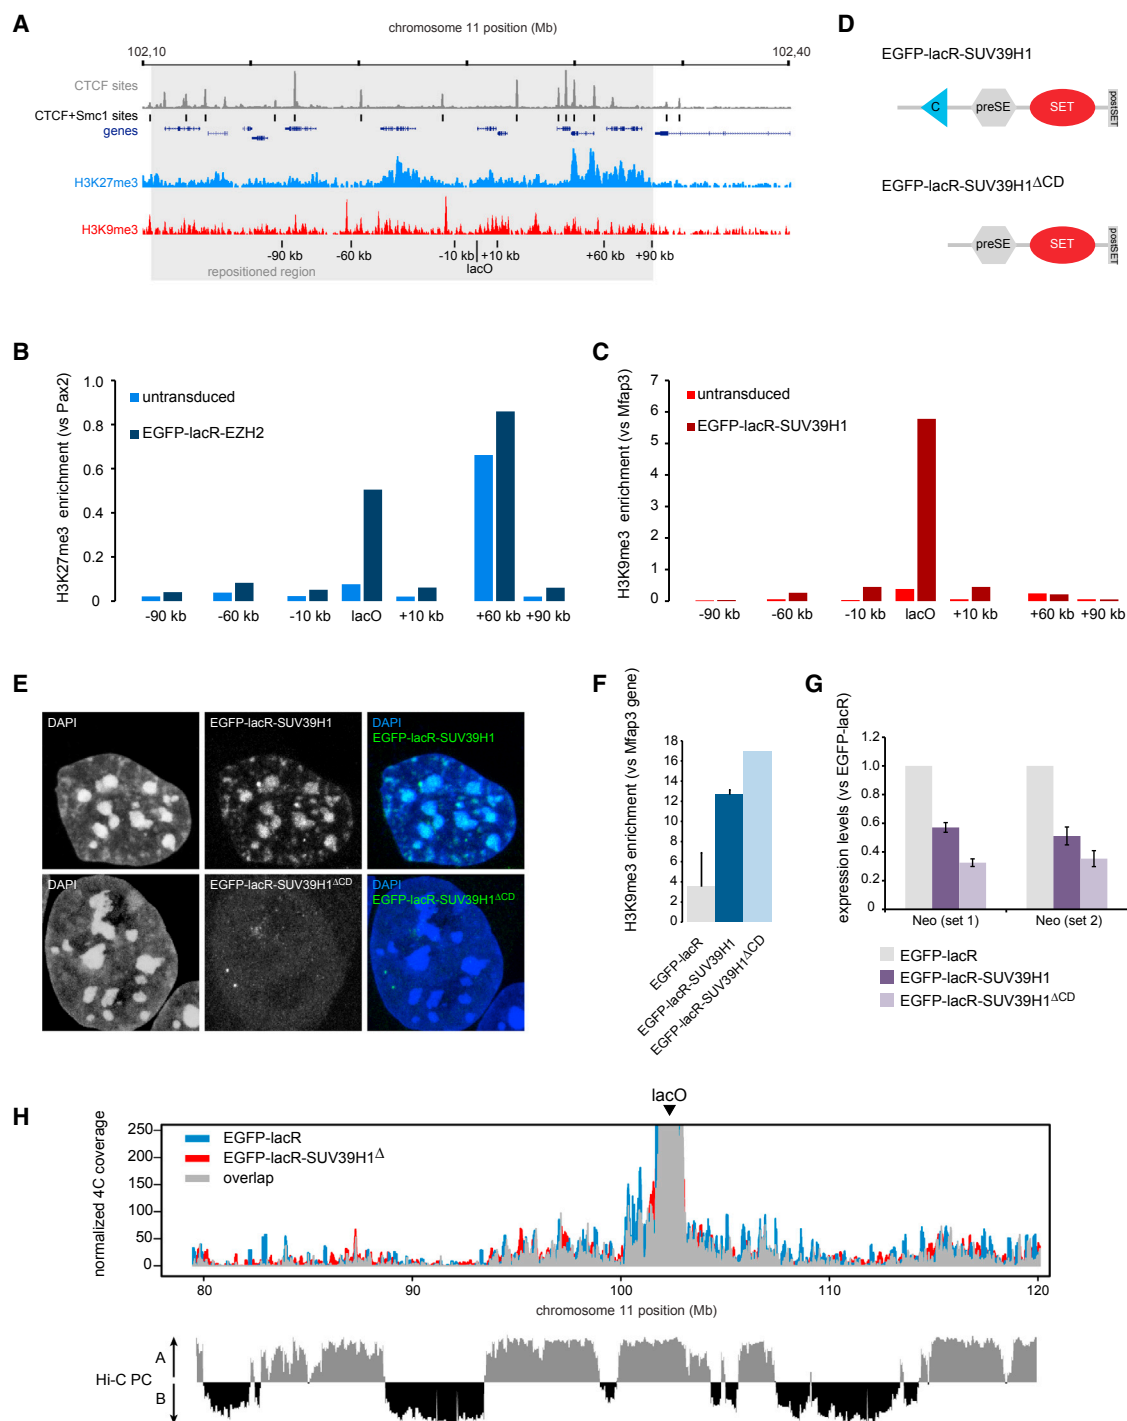 A
chromosome 11 position (Mb)
102,10
102,40
CTCF sites
CTCF+Smc1 sites
genes
H3K27me3
H3K9me3
-90 kb
-60 kb
-10 kb
+10 kb
+60 kb
+90 kb
lacO
repositioned region
D
EGFP-lacR-SUV39H1
C
preSE
SET
postSET
EGFP-lacR-SUV39H1ΔCD
preSE
SET
postSET
B
H3K27me3 enrichment (vs Pax2)
1.0
0.8
0.6
0.4
0.2
0
untransduced
EGFP-lacR-EZH2
-90 kb
-60 kb
-10 kb
lacO
+10 kb
+60 kb
+90 kb
C
H3K9me3 enrichment (vs Mfap3)
7
6
5
4
3
2
1
0
untransduced
EGFP-lacR-SUV39H1
-90 kb
-60 kb
-10 kb
lacO
+10 kb
+60 kb
+90 kb
E
DAPI
EGFP-lacR-SUV39H1
DAPI
EGFP-lacR-SUV39H1
DAPI
EGFP-lacR-SUV39H1ΔCD
DAPI
EGFP-lacR-SUV39H1ΔCD
F
H3K9me3 enrichment (vs Mfap3 gene)
18
16
14
12
10
8
6
4
2
0
EGFP-lacR
EGFP-lacR-SUV39H1
EGFP-lacR-SUV39H1ΔCD
G
expression levels (vs EGFP-lacR)
1.2
1.0
0.8
0.6
0.4
0.2
0
Neo (set 1)
Neo (set 2)
EGFP-lacR
EGFP-lacR-SUV39H1
EGFP-lacR-SUV39H1ΔCD
H
lacO
normalized 4C coverage
250
200
150
100
50
0
EGFP-lacR
EGFP-lacR-SUV39H1Δ
overlap
80
90
100
110
120
chromosome 11 position (Mb)
Hi-C PC
A
B